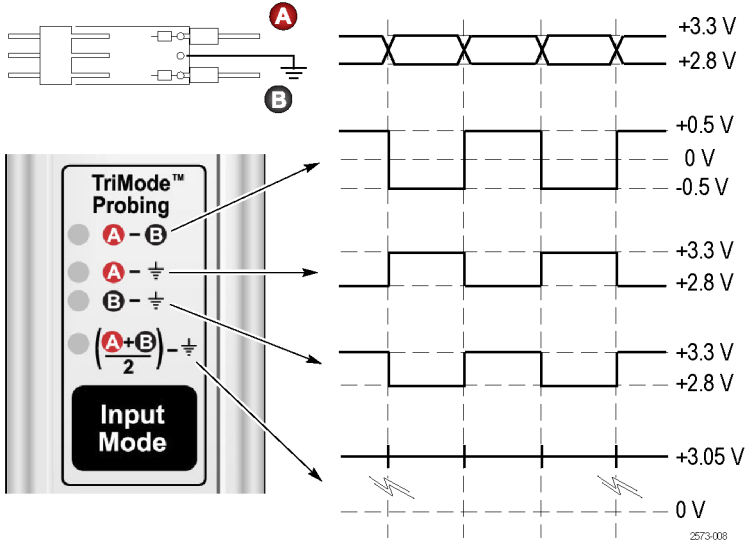 A
B
+3.3 V
+2.8 V
+0.5 V
0 V
-0.5 V
+3.3 V
+2.8 V
+3.3 V
+2.8 V
+3.05 V
0 V
TriMode™
Probing
A – B
A –
B –
(A+B
2) –
Input
Mode
2573-008